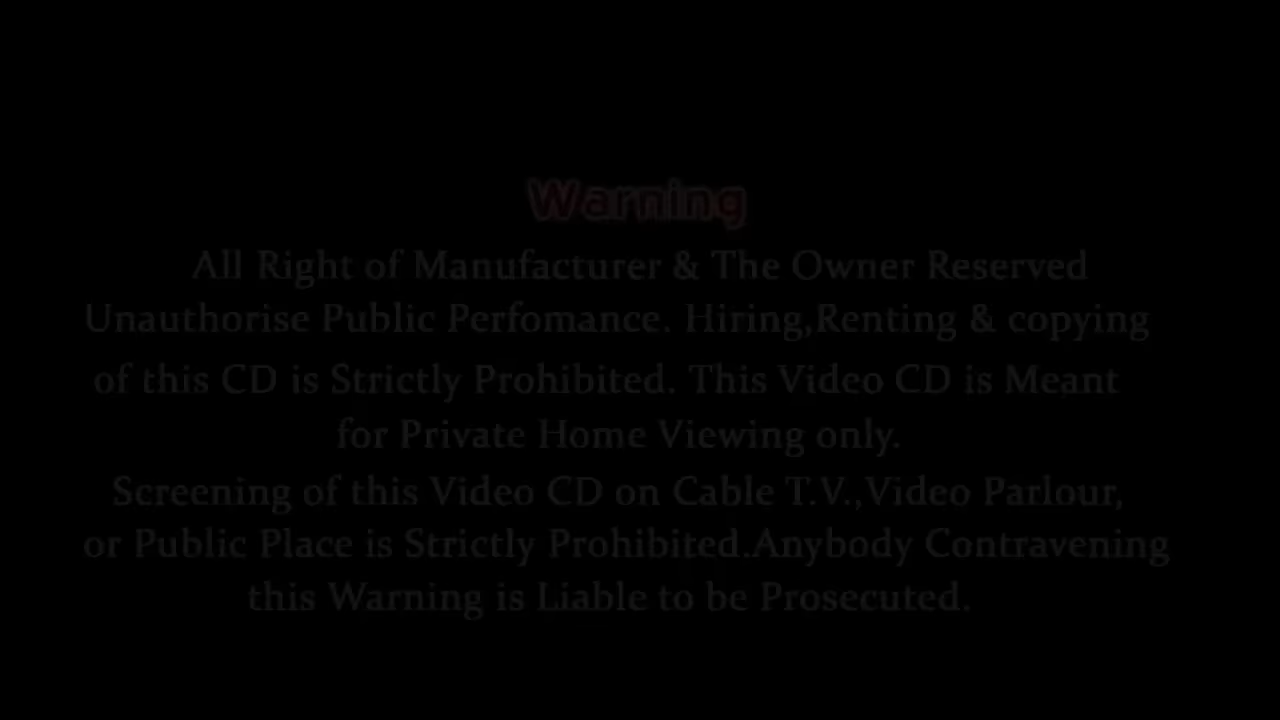 Warning
All Right of Manufacturer & The Owner Reserved
Unauthorise Public Perfomance. Hiring,Renting & copying
of this CD is Strictly Prohibited. This Video CD is Meant
for Private Home Viewing only.
Screening of this Video CD on Cable T.V.,Video Parlour,
or Public Place is Strictly Prohibited.Anybody Contravening
this Warning is Liable to be Prosecuted.